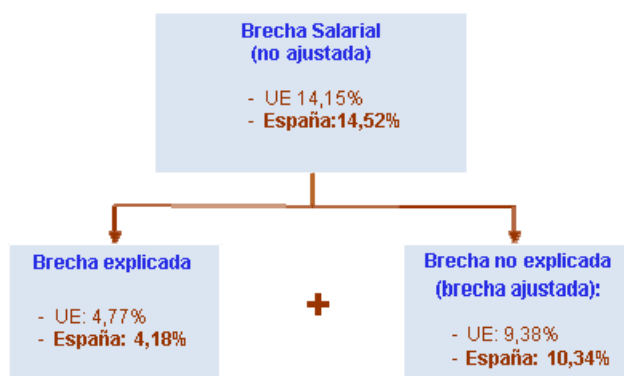 Brecha Salarial
(no ajustada)
- UE 14,15%
- España:14,52%
Brecha explicada
- UE: 4,77%
- España: 4,18%
+
Brecha no explicada
(brecha ajustada):
- UE: 9,38%
- España: 10,34%